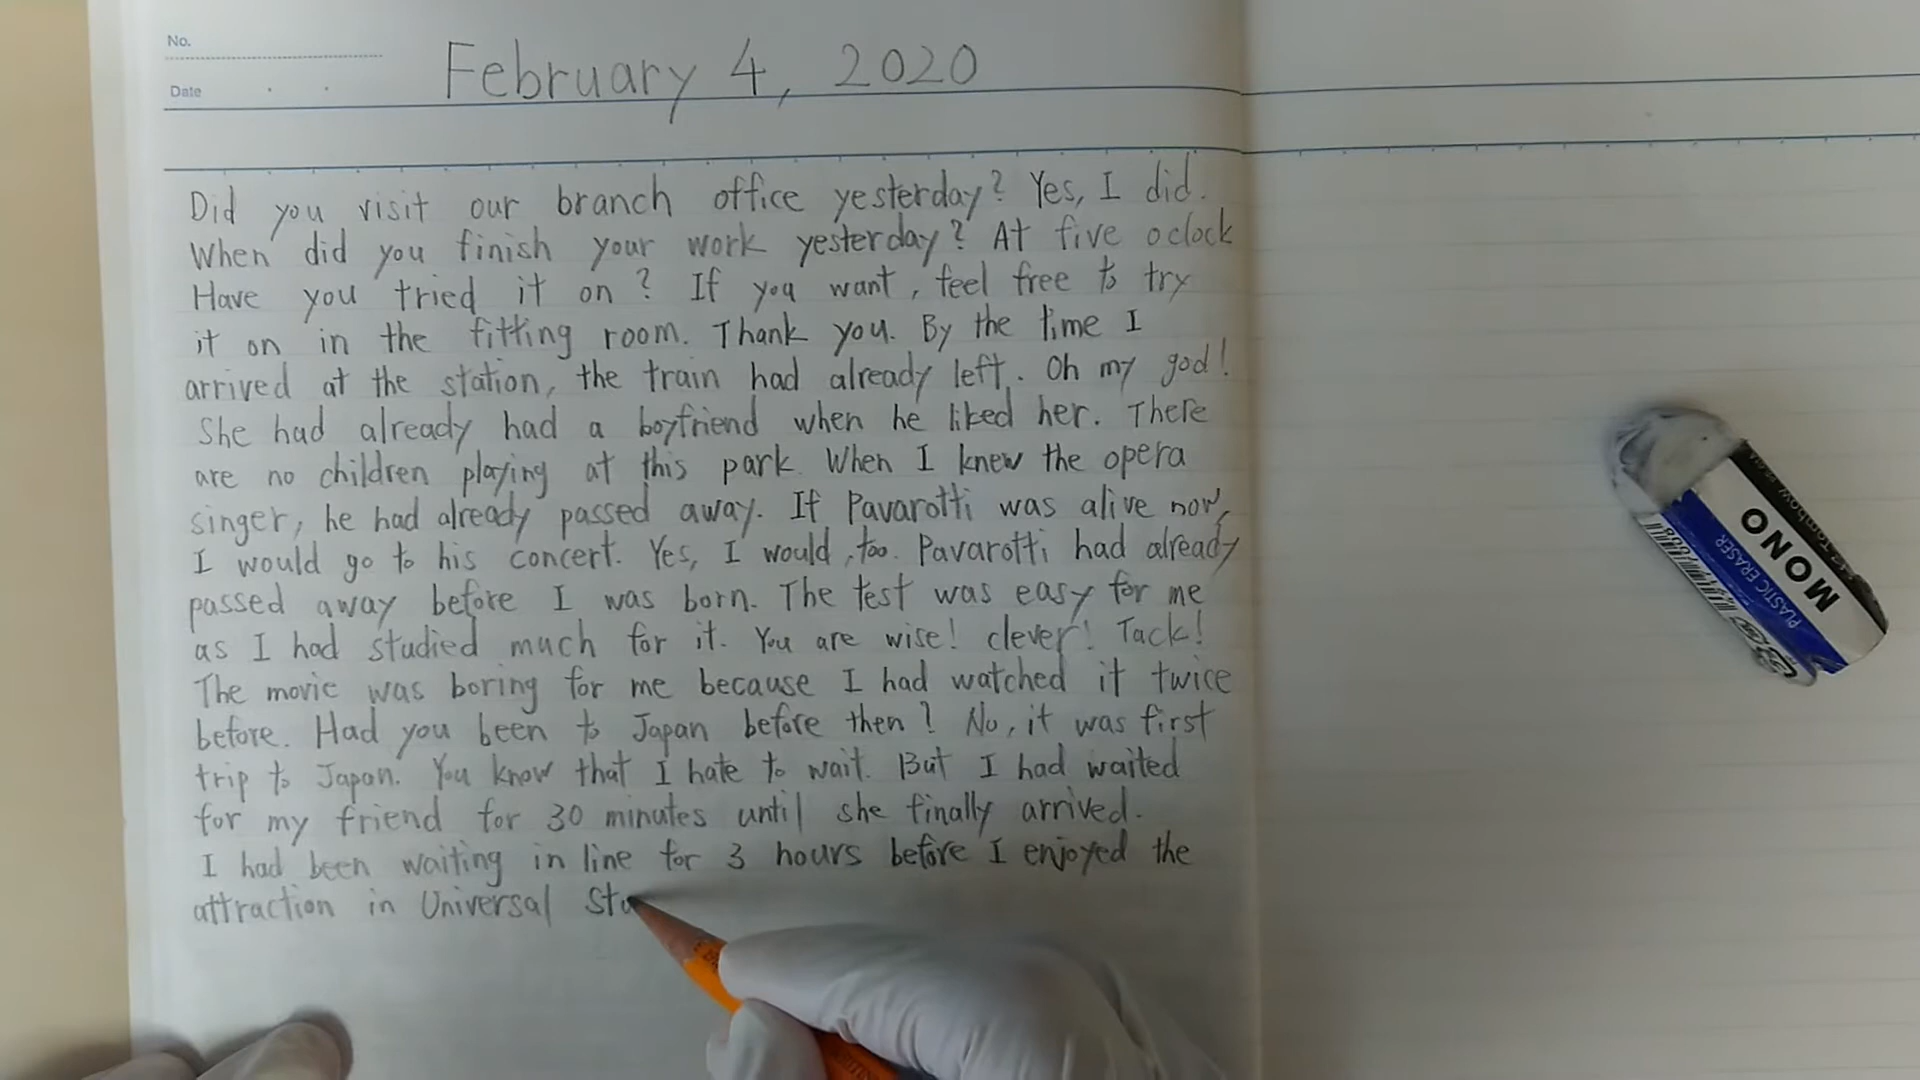 No.
Date
February 4, 2020
Did you visit our branch office yesterday? Yes, I did.
When did you finish your work yesterday? At five oclock
Have you tried it on? If you want, feel free to try
it on in the fitting room. Thank you. By the time I
arrived at the station, the train had already left. Oh my god!
She had already had a boyfriend when he liked her. There
are no children playing at this park. When I knew the opera
singer, he had already passed away. If Pavarotti was alive now,
I would go to his concert. Yes, I would, too. Pavarotti had already
passed away before I was born. The test was easy for me
as I had studied much for it. You are wise! clever! Tack!
The movie was boring for me because I had watched it twice
before. Had you been to Japan before then? No, it was first
trip to Japan. You know that I hate to wait. But I had waited
for my friend for 30 minutes until she finally arrived.
I had been waiting in line for 3 hours before I enjoyed the
attraction in Universal Stu
MONO
PLASTIC ERASER
Tombow